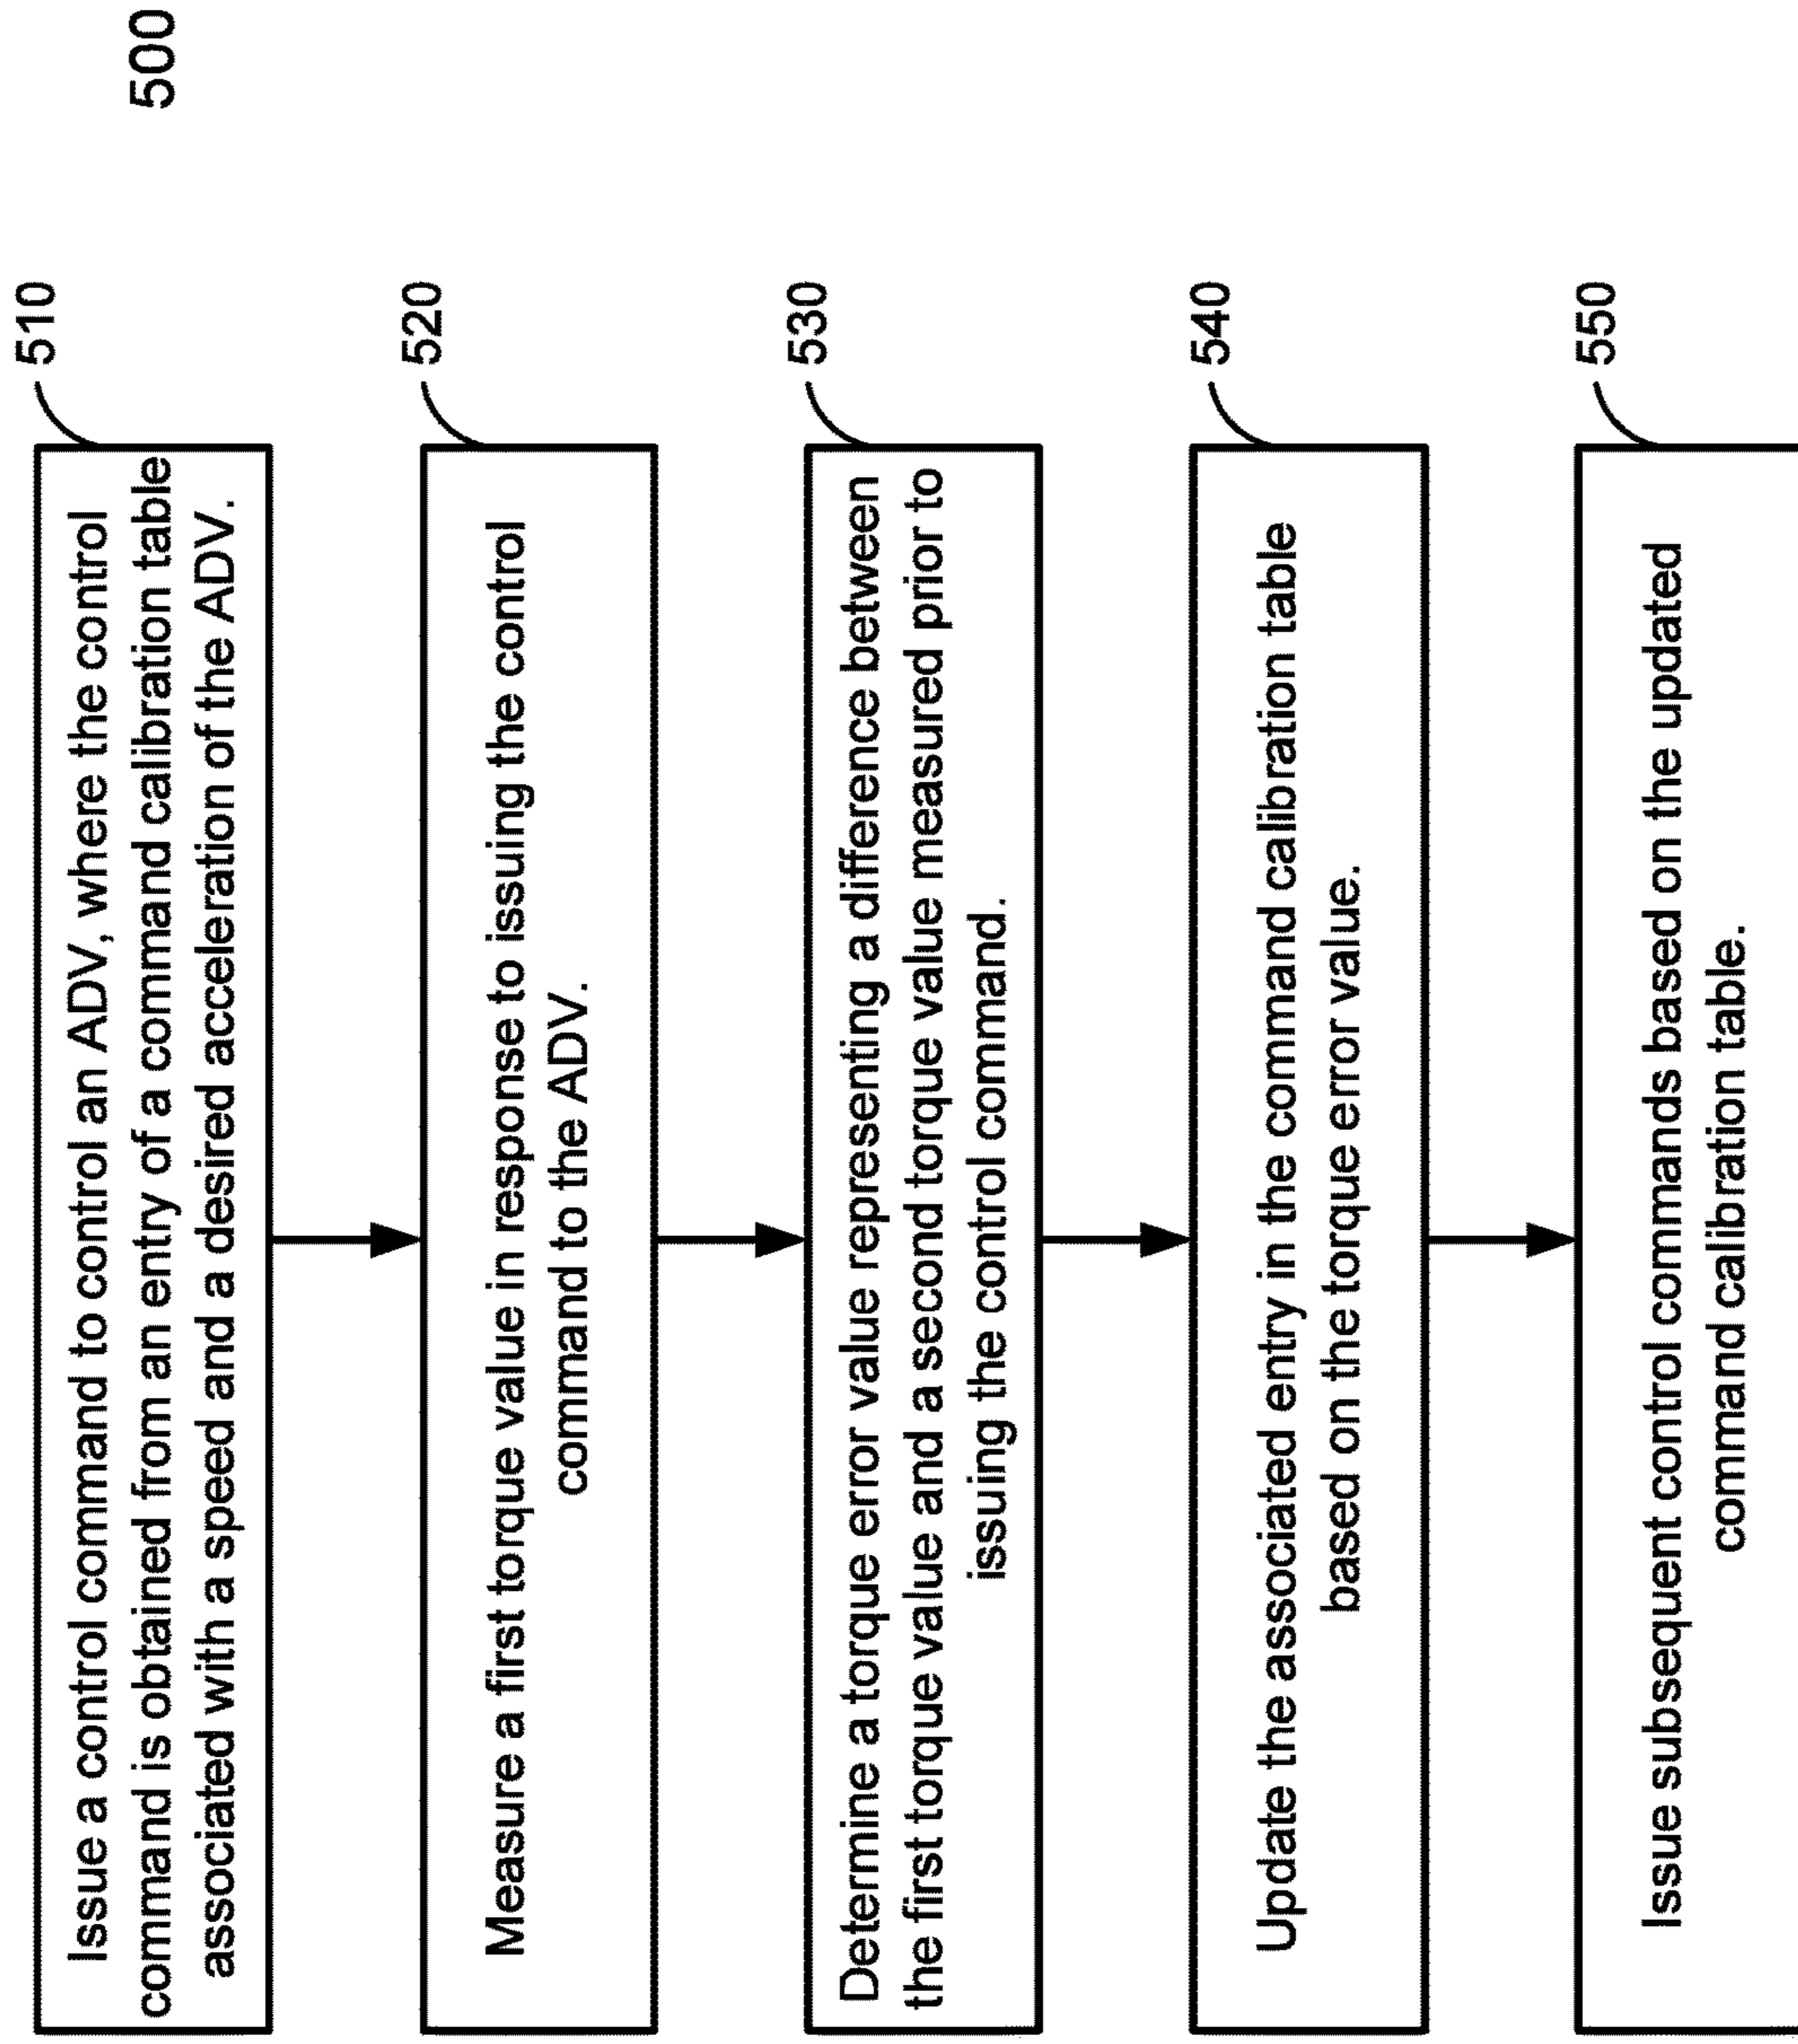 500
510
Issue a control command to control an ADV, where the control
command is obtained from an entry of a command calibration table
associated with a speed and a desired acceleration of the ADV.
520
Measure a first torque value in response to issuing the control
command to the ADV.
530
Determine a torque error value representing a difference between
the first torque value and a second torque value measured prior to
issuing the control command.
540
Update the associated entry in the command calibration table
based on the torque error value.
550
Issue subsequent control commands based on the updated
command calibration table.